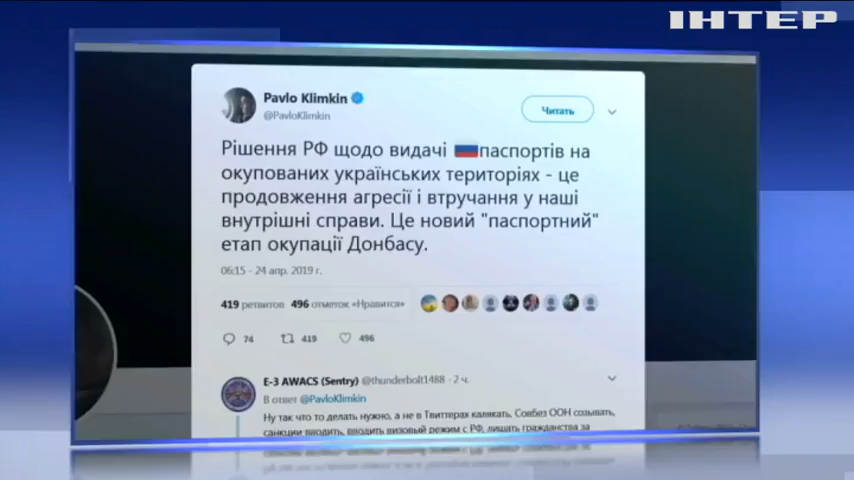 ІНТЕР
Pavlo Klimkin
@PavloKlimkin
Читать
Рішення РФ щодо видачі паспортів на
окупованих українських територіях - це
продовження агресії і втручання у наші
внутрішні справи. Це новий "паспортний"
етап окупації Донбасу.
06:15 - 24 апр. 2019 г.
419 ретвитов 496 отметок «Нравится»
74 419 496
E-3 AWACS (Sentry) @thunderbolt1488 · 2 ч.
В ответ @PavloKlimkin
Ну так что то делать нужно, а не в Твиттерах калякать, Совбез ООН созывать,
санкции вводить, вводить визовый режим с РФ, лишать гражданства за